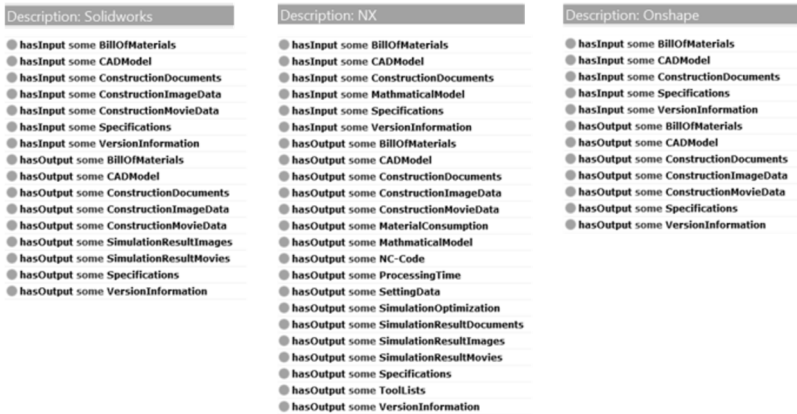 Description: Solidworks
hasInput some BillOfMaterials
hasInput some CADModel
hasInput some ConstructionDocuments
hasInput some ConstructionImageData
hasInput some ConstructionMovieData
hasInput some Specifications
hasInput some VersionInformation
hasOutput some BillOfMaterials
hasOutput some CADModel
hasOutput some ConstructionDocuments
hasOutput some ConstructionImageData
hasOutput some ConstructionMovieData
hasOutput some SimulationResultImages
hasOutput some SimulationResultMovies
hasOutput some Specifications
hasOutput some VersionInformation
Description: NX
hasInput some BillOfMaterials
hasInput some CADModel
hasInput some ConstructionDocuments
hasInput some MathmaticalModel
hasInput some Specifications
hasInput some VersionInformation
hasOutput some BillOfMaterials
hasOutput some CADModel
hasOutput some ConstructionDocuments
hasOutput some ConstructionImageData
hasOutput some ConstructionMovieData
hasOutput some MaterialConsumption
hasOutput some MathmaticalModel
hasOutput some NC-Code
hasOutput some ProcessingTime
hasOutput some SettingData
hasOutput some SimulationOptimization
hasOutput some SimulationResultDocuments
hasOutput some SimulationResultImages
hasOutput some SimulationResultMovies
hasOutput some Specifications
hasOutput some ToolLists
hasOutput some VersionInformation
Description: Onshape
hasInput some BillOfMaterials
hasInput some CADModel
hasInput some ConstructionDocuments
hasInput some Specifications
hasInput some VersionInformation
hasOutput some BillOfMaterials
hasOutput some CADModel
hasOutput some ConstructionDocuments
hasOutput some ConstructionImageData
hasOutput some ConstructionMovieData
hasOutput some Specifications
hasOutput some VersionInformation